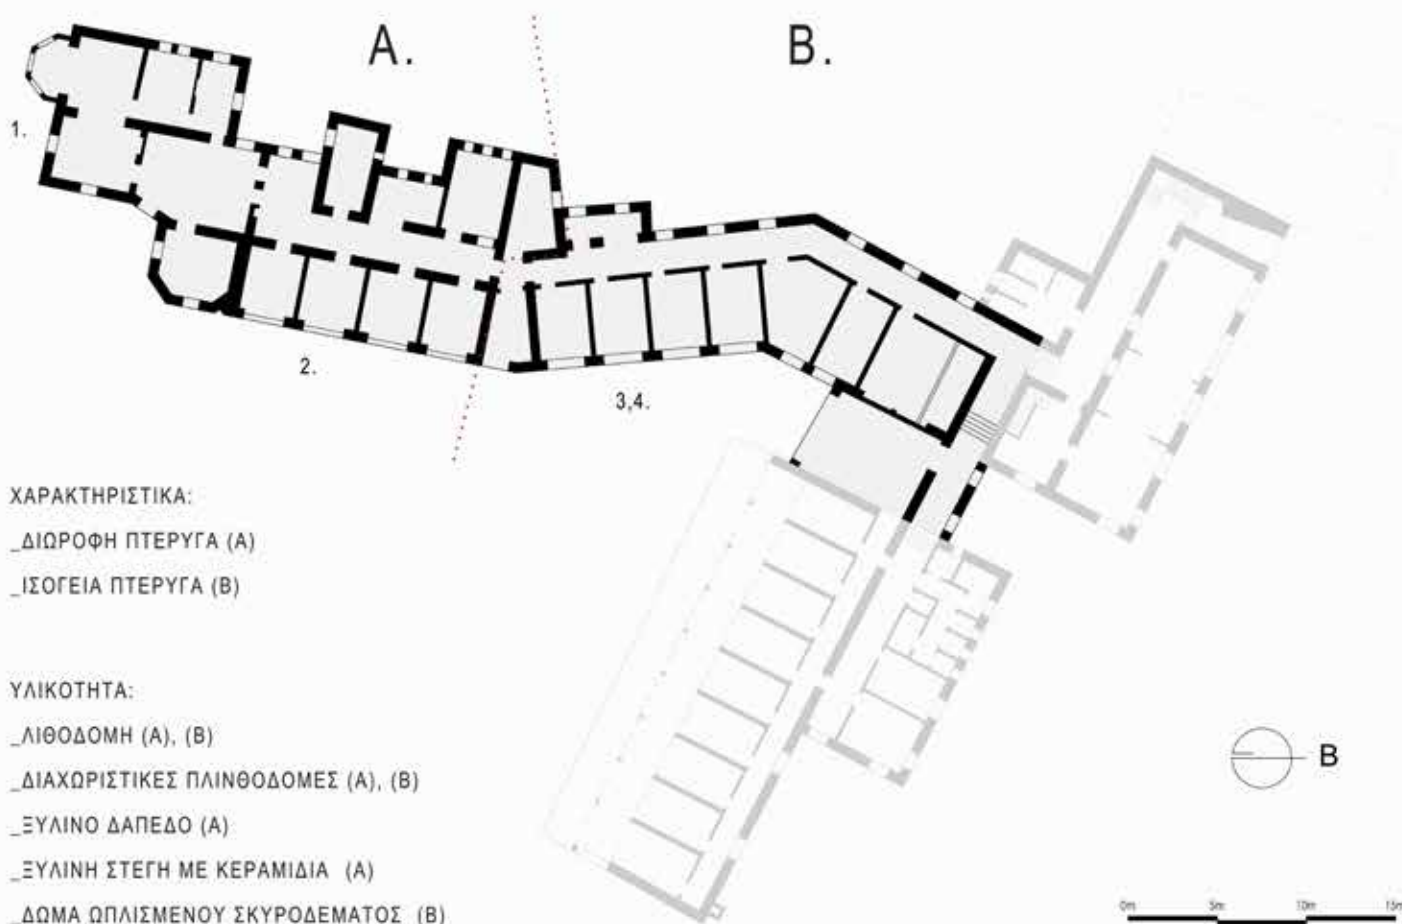 Α.
Β.
1.
2.
3,4.
ΧΑΡΑΚΤΗΡΙΣΤΙΚΑ:
_ΔΙΩΡΟΦΗ ΠΤΕΡΥΓΑ (Α)
_ΙΣΟΓΕΙΑ ΠΤΕΡΥΓΑ (Β)
ΥΛΙΚΟΤΗΤΑ:
_ΛΙΘΟΔΟΜΗ (Α), (Β)
_ΔΙΑΧΩΡΙΣΤΙΚΕΣ ΠΛΙΝΘΟΔΟΜΕΣ (Α), (Β)
_ΞΥΛΙΝΟ ΔΑΠΕΔΟ (Α)
_ΞΥΛΙΝΗ ΣΤΕΓΗ ΜΕ ΚΕΡΑΜΙΔΙΑ (Α)
_ΔΩΜΑ ΩΠΛΙΣΜΕΝΟΥ ΣΚΥΡΟΔΕΜΑΤΟΣ (Β)
Β
0m 5m 10m 15m